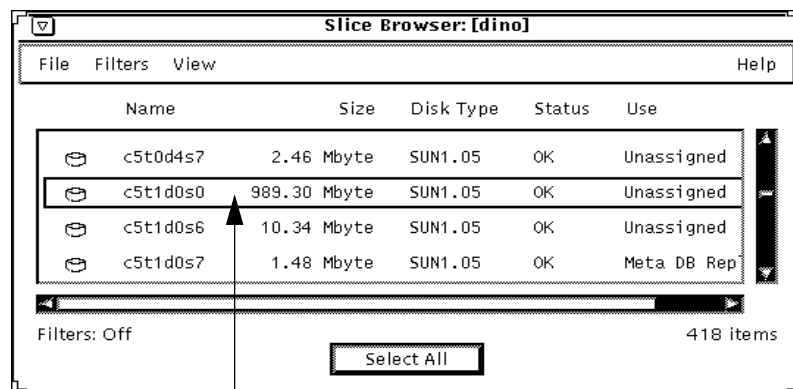 Slice Browser: [dino]
File Filters View Help
Name Size Disk Type Status Use
c5t0d4s7 2.46 Mbyte SUN1.05 OK Unassigned
c5t1d0s0 989.30 Mbyte SUN1.05 OK Unassigned
c5t1d0s6 10.34 Mbyte SUN1.05 OK Unassigned
c5t1d0s7 1.48 Mbyte SUN1.05 OK Meta DB Rep
Filters: Off 418 items
Select All